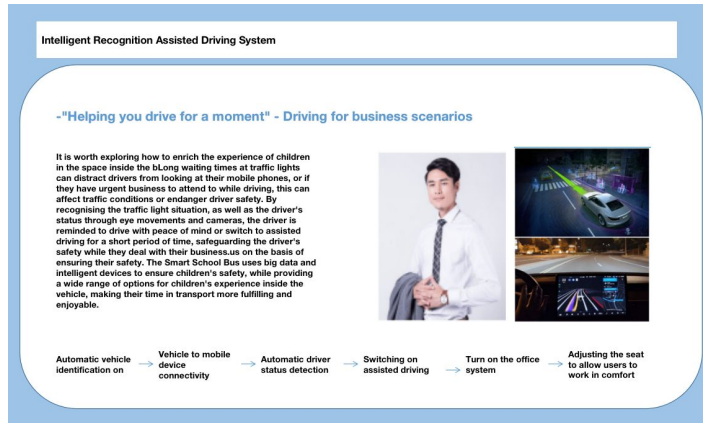 Intelligent Recognition Assisted Driving System
-"Helping you drive for a moment" - Driving for business scenarios
It is worth exploring how to enrich the experience of children
in the space inside the bLong waiting times at traffic lights
can distract drivers from looking at their mobile phones, or if
they have urgent business to attend to while driving, this can
affect traffic conditions or endanger driver safety. By
recognising the traffic light situation, as well as the driver's
status through eye movements and cameras, the driver is
reminded to drive with peace of mind or switch to assisted
driving for a short period of time, safeguarding the driver's
safety while they deal with their business.us on the basis of
ensuring their safety. The Smart School Bus uses big data and
intelligent devices to ensure children's safety, while providing
a wide range of options for children's experience inside the
vehicle, making their time in transport more fulfilling and
enjoyable.
Automatic vehicle
identification on
Vehicle to mobile
device
connectivity
Automatic driver
status detection
Switching on
assisted driving
Turn on the office
system
Adjusting the seat
to allow users to
work in comfort